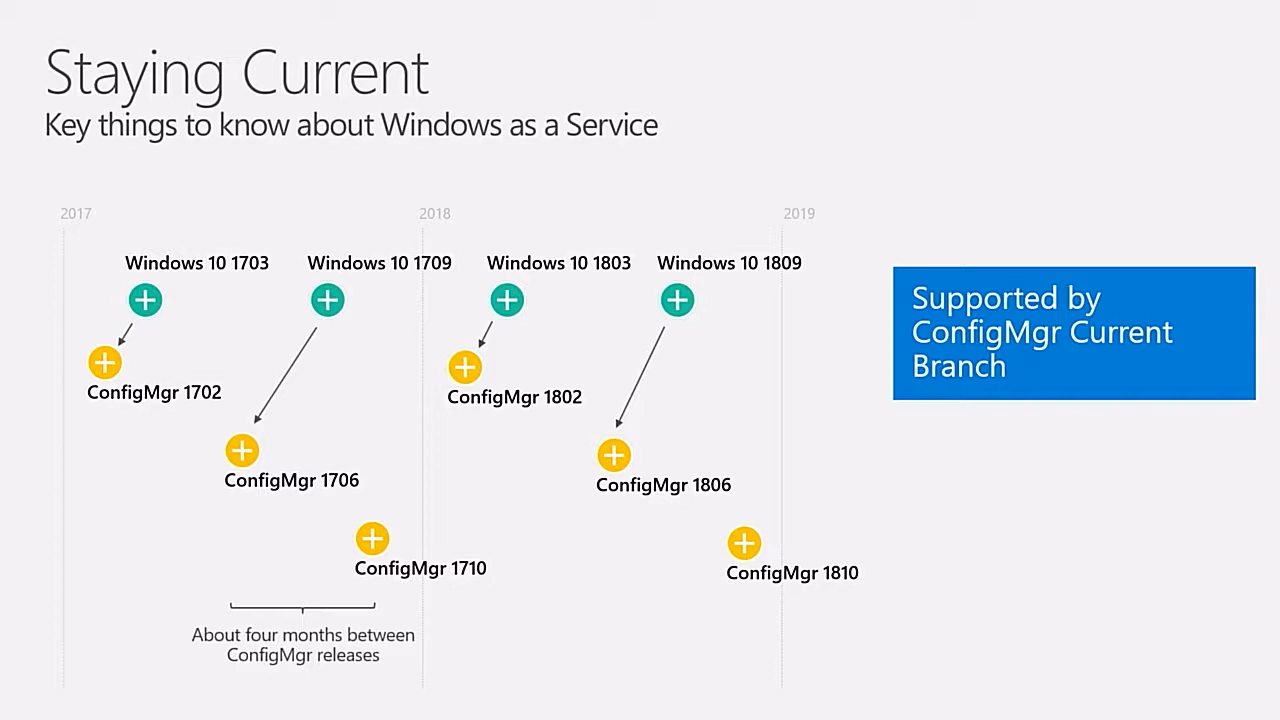 Staying Current
Key things to know about Windows as a Service
2017
2018
2019
Windows 10 1703
Windows 10 1709
Windows 10 1803
Windows 10 1809
ConfigMgr 1702
ConfigMgr 1802
ConfigMgr 1706
ConfigMgr 1806
ConfigMgr 1710
ConfigMgr 1810
About four months between
ConfigMgr releases
Supported by
ConfigMgr Current
Branch